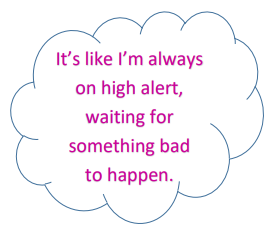 It’s like I’m always
on high alert,
waiting for
something bad
to happen.